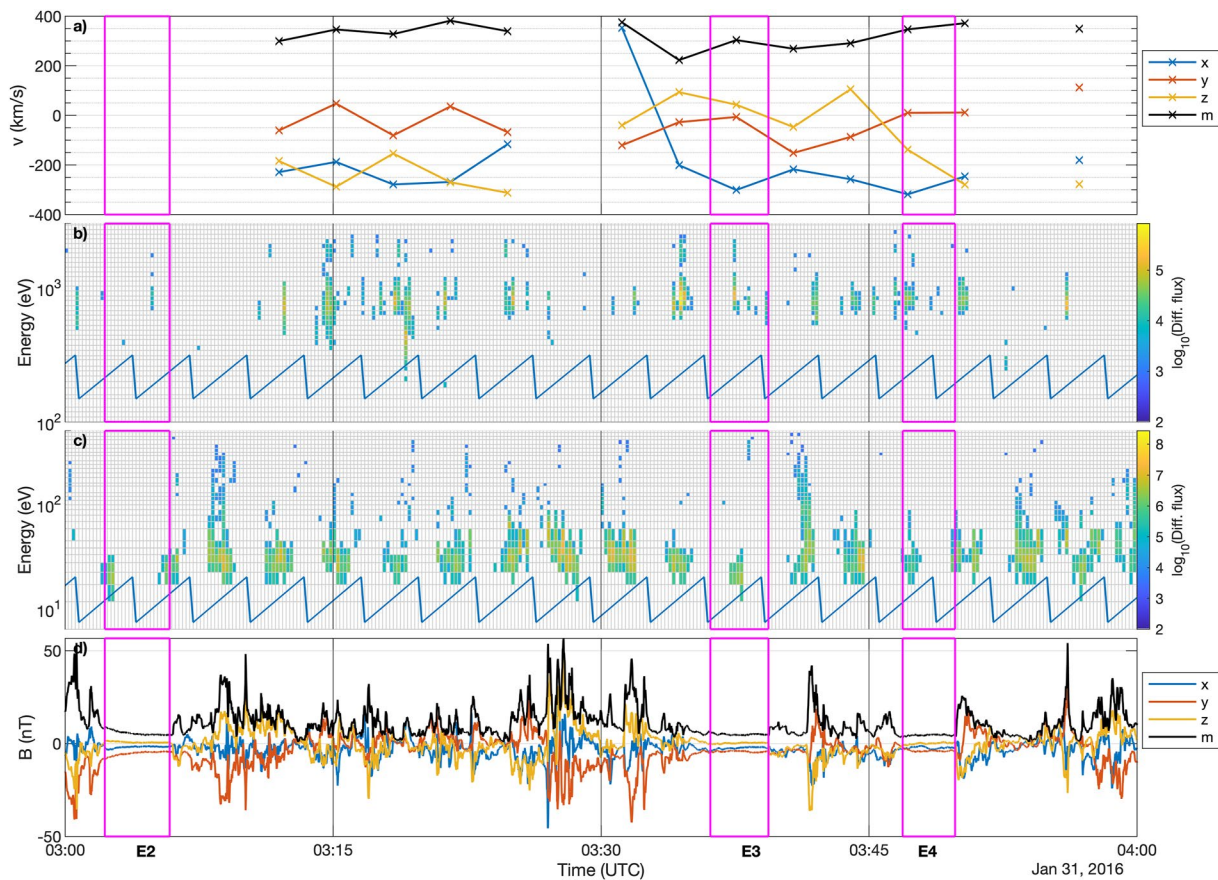 a)
400
200
0
-200
-400
v (km/s)
x
y
z
m
b)
10³
10²
Energy (eV)
5
4
3
2
log₁₀(Diff. flux)
c)
10²
10¹
Energy (eV)
8
7
6
5
4
3
2
log₁₀(Diff. flux)
d)
50
0
-50
B (nT)
x
y
z
m
03:00
E2
03:15
03:30
E3
03:45
E4
04:00
Time (UTC)
Jan 31, 2016